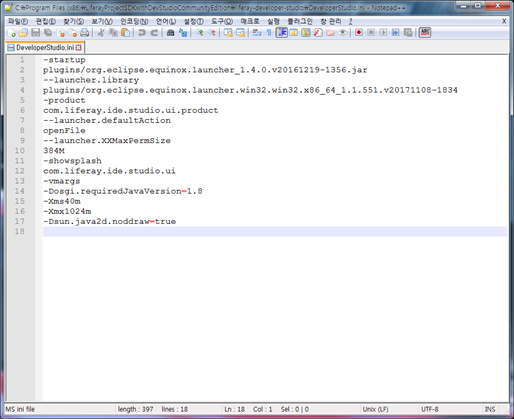 C:₩Program Files (x86)₩LiferayProjectSDKwithDevStudioCommunityEdition₩liferay-developer-studio₩DeveloperStudio.ini - Notepad++
파일(F) 편집(E) 찾기(S) 보기(V) 인코딩(N) 언어(L) 설정(T) 도구(O) 매크로 실행 플러그인 창 관리 ? X
DeveloperStudio.ini
1 -startup
2 plugins/org.eclipse.equinox.launcher_1.4.0.v20161219-1356.jar
3 --launcher.library
4 plugins/org.eclipse.equinox.launcher.win32.win32.x86_64_1.1.551.v20171108-1834
5 -product
6 com.liferay.ide.studio.ui.product
7 --launcher.defaultAction
8 openFile
9 --launcher.XXMaxPermSize
10 384M
11 -showsplash
12 com.liferay.ide.studio.ui
13 -vmargs
14 -Dosgi.requiredJavaVersion=1.8
15 -Xms40m
16 -Xmx1024m
17 -Dsun.java2d.noddraw=true
18
MS ini file length : 397 lines : 18 Ln : 18 Col : 1 Sel : 0 | 0 Unix (LF) UTF-8 INS